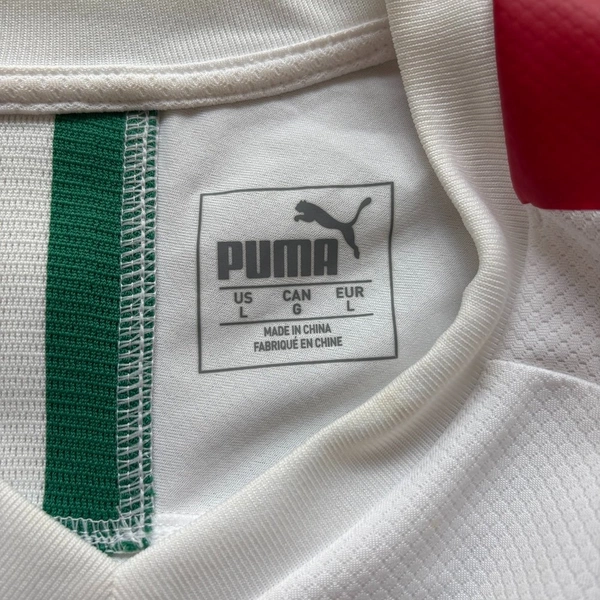 PUMA
US CAN EUR
L G L
MADE IN CHINA
FABRIQUÉ EN CHINE